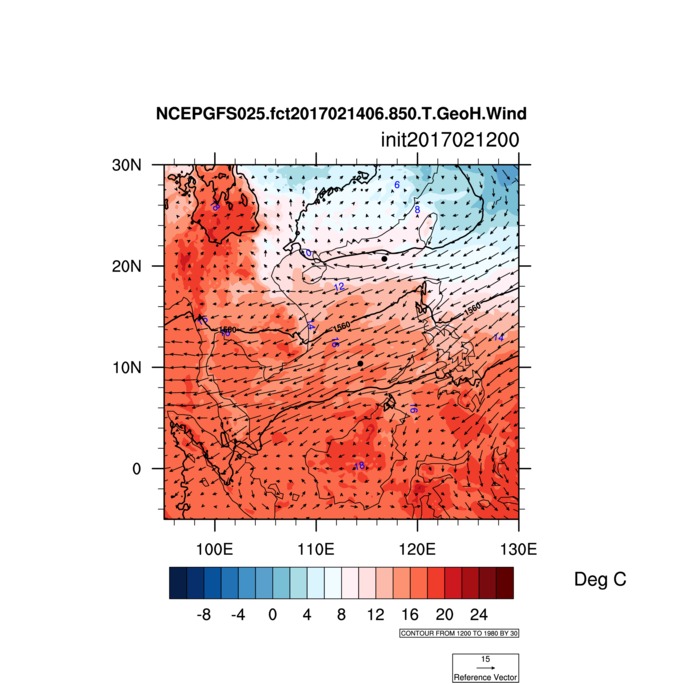 NCEPGFS025.fct2017021406.850.T.GeoH.Wind
init2017021200
30N
6
8
20N
12
1560
1560
14
10N
16
18
0
100E
110E
120E
130E
-8 -4 0 4 8 12 16 20 24
Deg C
CONTOUR FROM 1200 TO 1980 BY 30
15
Reference Vector